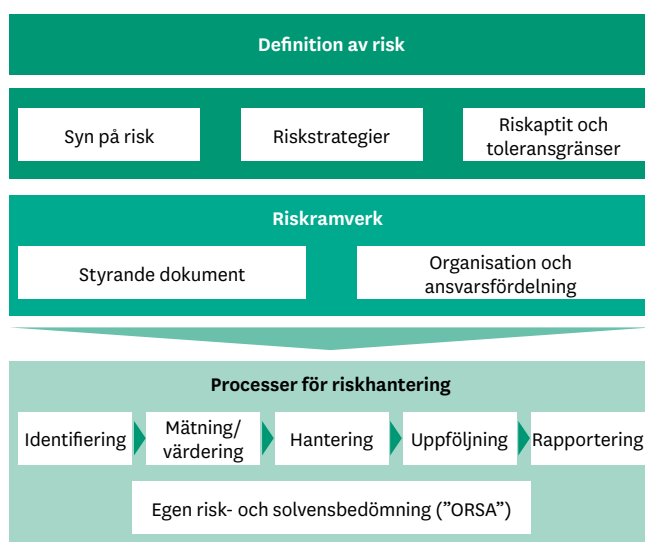 Definition av risk
Syn på risk
Riskstrategier
Riskaptit och
toleransgränser
Riskramverk
Styrande dokument
Organisation och
ansvarsfördelning
Processer för riskhantering
Identifiering
Mätning/
värdering
Hantering
Uppföljning
Rapportering
Egen risk- och solvensbedömning (”ORSA”)